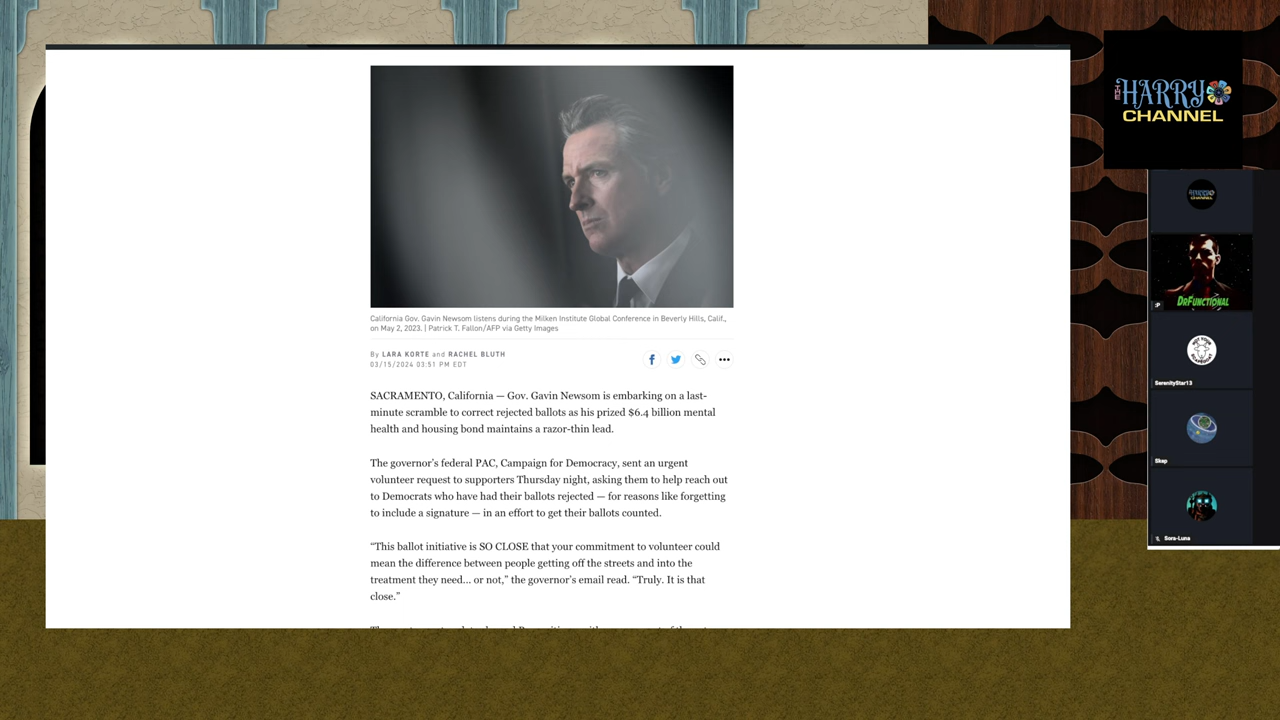 THE HARRY
CHANNEL
California Gov. Gavin Newsom listens during the Milken Institute Global Conference in Beverly Hills, Calif.,
on May 2, 2023. | Patrick T. Fallon/AFP via Getty Images
By LARA KORTE and RACHEL BLUTH
03/15/2024 03:51 PM EDT
SACRAMENTO, California — Gov. Gavin Newsom is embarking on a last-
minute scramble to correct rejected ballots as his prized $6.4 billion mental
health and housing bond maintains a razor-thin lead.
The governor’s federal PAC, Campaign for Democracy, sent an urgent
volunteer request to supporters Thursday night, asking them to help reach out
to Democrats who have had their ballots rejected — for reasons like forgetting
to include a signature — in an effort to get their ballots counted.
“This ballot initiative is SO CLOSE that your commitment to volunteer could
mean the difference between people getting off the streets and into the
treatment they need… or not,” the governor’s email read. “Truly. It is that
close.”
HARRY
CHANNEL
DRFUNCTIONAL
SerenityStar13
Skep
Sora-Luna